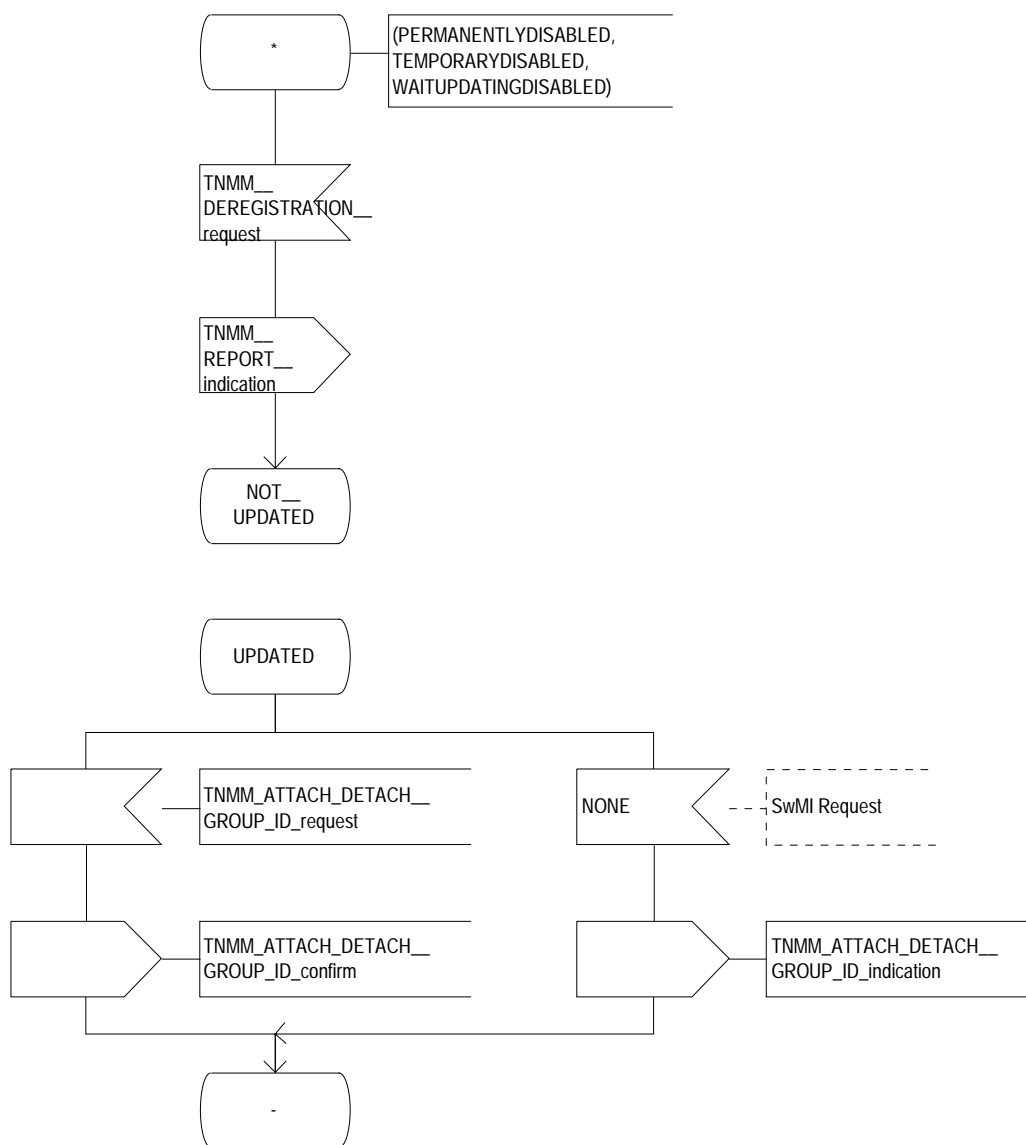 *
(PERMANENTLYDISABLED,
TEMPORARYDISABLED,
WAITUPDATINGDISABLED)
TNMM__
DEREGISTRATION__
request
TNMM__
REPORT__
indication
NOT__
UPDATED
UPDATED
TNMM_ATTACH_DETACH__
GROUP_ID_request
NONE
SwMI Request
TNMM_ATTACH_DETACH__
GROUP_ID_confirm
TNMM_ATTACH_DETACH__
GROUP_ID_indication
-